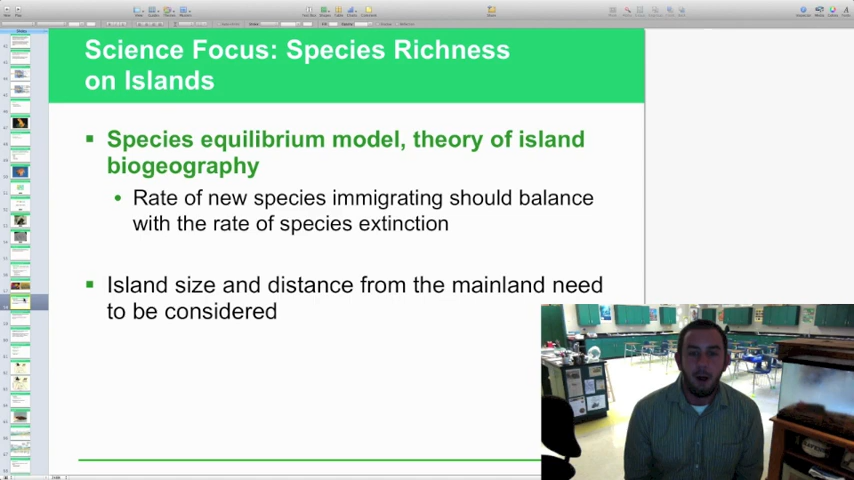 Science Focus: Species Richness
on Islands
Species equilibrium model, theory of island
biogeography
Rate of new species immigrating should balance
with the rate of species extinction
Island size and distance from the mainland need
to be considered